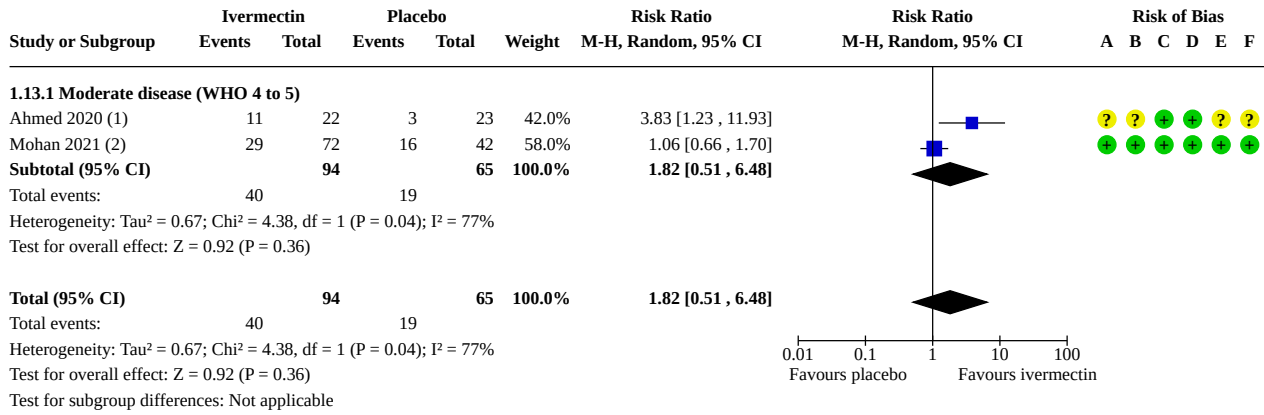 Ivermectin Placebo Risk Ratio Risk Ratio Risk of Bias
Study or Subgroup Events Total Events Total Weight M-H, Random, 95% CI M-H, Random, 95% CI A B C D E F
1.13.1 Moderate disease (WHO 4 to 5)
Ahmed 2020 (1) 11 22 3 23 42.0% 3.83 [1.23 , 11.93] ? ? + + ? ?
Mohan 2021 (2) 29 72 16 42 58.0% 1.06 [0.66 , 1.70] + + + + + +
Subtotal (95% CI) 94 65 100.0% 1.82 [0.51 , 6.48]
Total events: 40 19
Heterogeneity: Tau² = 0.67; Chi² = 4.38, df = 1 (P = 0.04); I² = 77%
Test for overall effect: Z = 0.92 (P = 0.36)
Total (95% CI) 94 65 100.0% 1.82 [0.51 , 6.48]
Total events: 40 19
Heterogeneity: Tau² = 0.67; Chi² = 4.38, df = 1 (P = 0.04); I² = 77%
0.01 0.1 1 10 100
Test for overall effect: Z = 0.92 (P = 0.36) Favours placebo Favours ivermectin
Test for subgroup differences: Not applicable